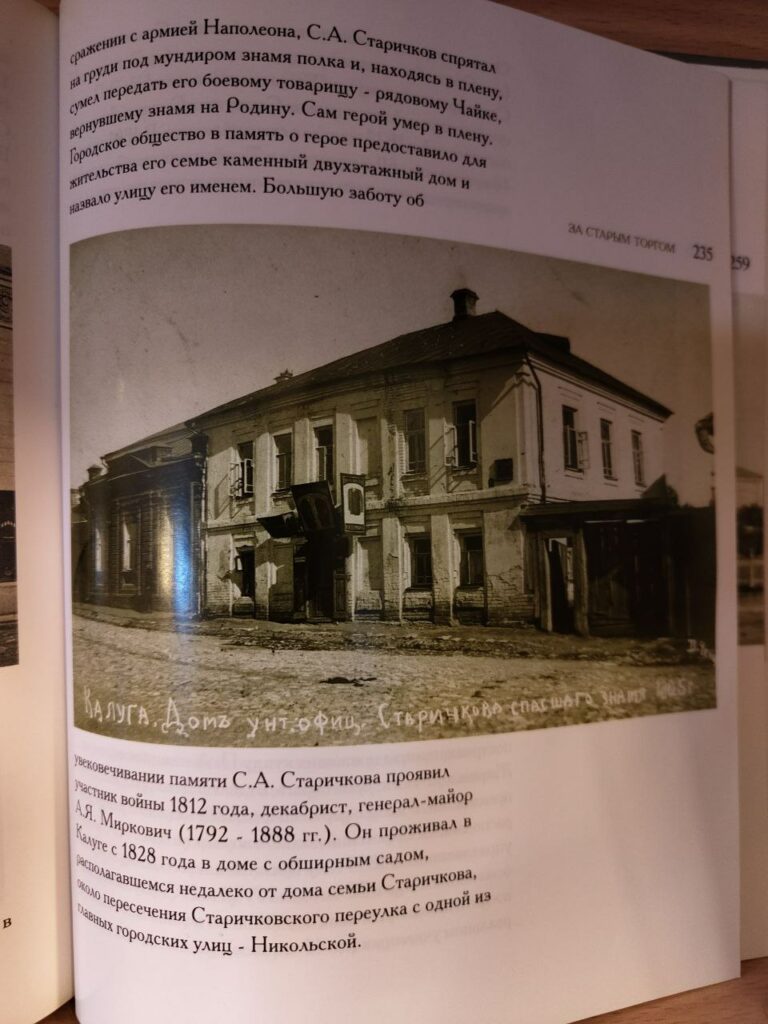 сражении с армией Наполеона, С.А. Старичков спрятал
на груди под мундиром знамя полка и, находясь в плену,
сумел передать его боевому товарищу - рядовому Чайке,
вернувшему знамя на Родину. Сам герой умер в плену.
Городское общество в память о герое предоставило для
жительства его семье каменный двухэтажный дом и
назвало улицу его именем. Большую заботу об
ЗА СТАРЫМ ТОРГОМ 235
259
КАЛУГА. Домъ унт.офиц. Старичкова спасшаго знамя 1805г
увековечивании памяти С.А. Старичкова проявил
участник войны 1812 года, декабрист, генерал-майор
А.Я. Миркович (1792 - 1888 гг.). Он проживал в
Калуге с 1828 года в доме с обширным садом,
располагавшемся недалеко от дома семьи Старичкова,
около пересечения Старичковского переулка с одной из
главных городских улиц - Никольской.
в